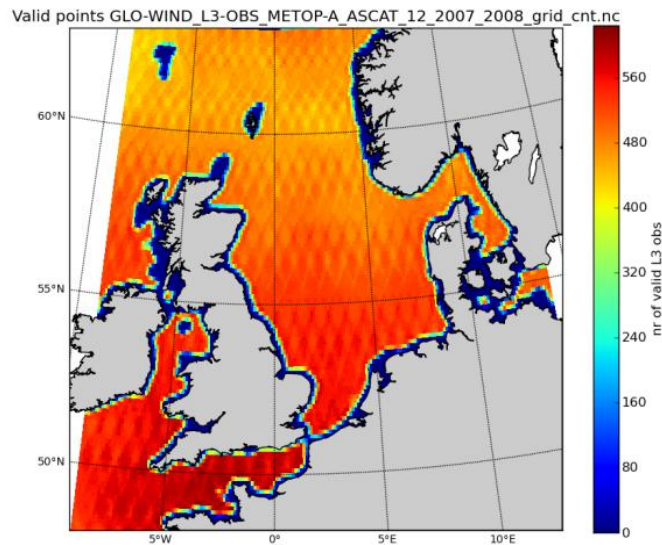 Valid points GLO-WIND_L3-OBS_METOP-A_ASCAT_12_2007_2008_grid_cnt.nc
60°N
55°N
50°N
5°W
0°
5°E
10°E
560
480
400
320
240
160
80
0
nr of valid L3 obs